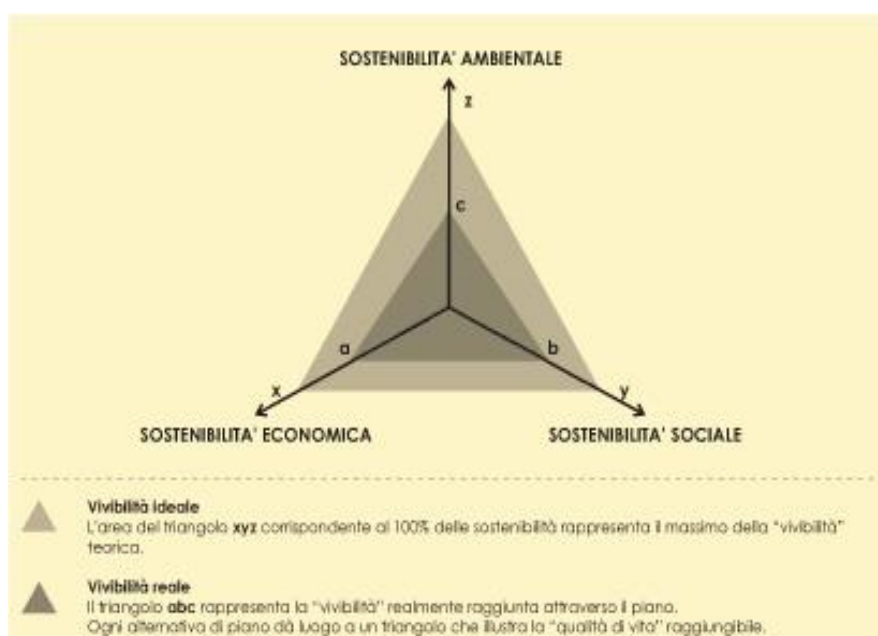 SOSTENIBILITA' AMBIENTALE
z
c
a
b
x
y
SOSTENIBILITA' ECONOMICA
SOSTENIBILITA' SOCIALE
Vivibilità ideale
L'area del triangolo xyz corrispondente al 100% delle sostenibilità rappresenta il massimo della "vivibilità"
teorica.
Vivibilità reale
Il triangolo abc rappresenta la "vivibilità" realmente raggiunta attraverso il piano.
Ogni alternativa di piano dà luogo a un triangolo che illustra la "qualità di vita" raggiungibile.